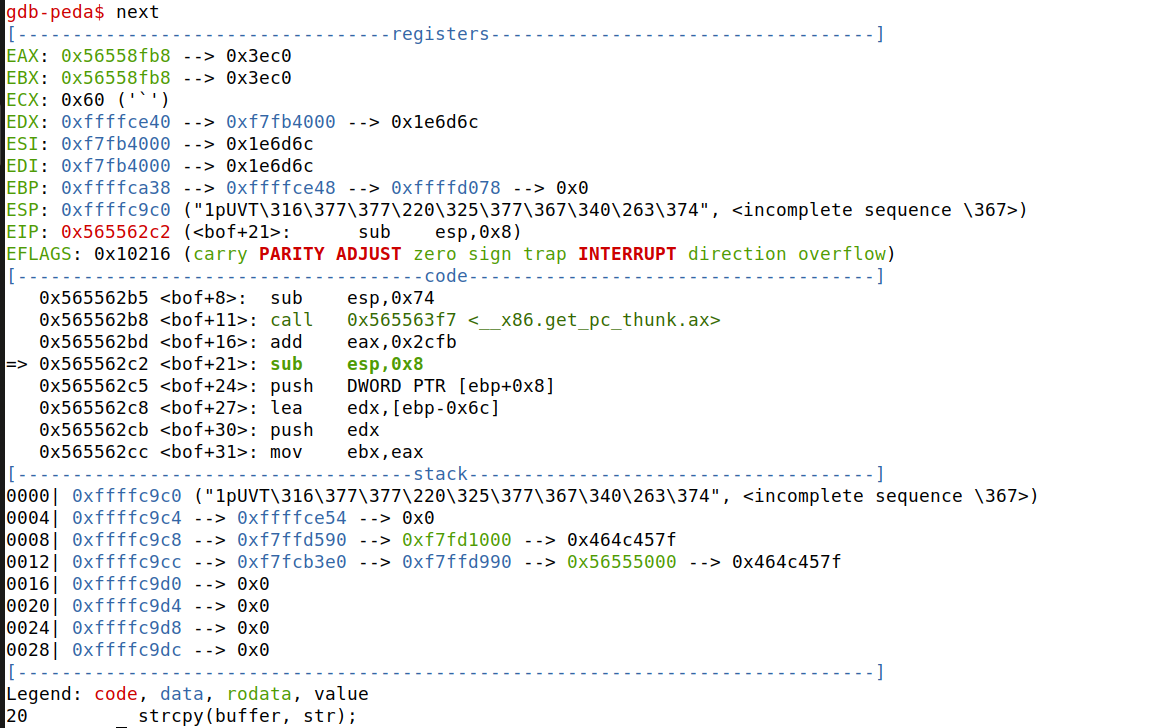 gdb-peda$ next
[----------------------------------registers-----------------------------------]
EAX: 0x56558fb8 --> 0x3ec0
EBX: 0x56558fb8 --> 0x3ec0
ECX: 0x60 ('`')
EDX: 0xffffce40 --> 0xf7fb4000 --> 0x1e6d6c
ESI: 0xf7fb4000 --> 0x1e6d6c
EDI: 0xf7fb4000 --> 0x1e6d6c
EBP: 0xffffca38 --> 0xffffce48 --> 0xffffd078 --> 0x0
ESP: 0xffffc9c0 ("1pUVT\316\377\377\220\325\377\367\340\263\374", <incomplete sequence \367>)
EIP: 0x565562c2 (<bof+21>:      sub    esp,0x8)
EFLAGS: 0x10216 (carry PARITY ADJUST zero sign trap INTERRUPT direction overflow)
[-------------------------------------code-------------------------------------]
   0x565562b5 <bof+8>:  sub    esp,0x74
   0x565562b8 <bof+11>: call   0x565563f7 <__x86.get_pc_thunk.ax>
   0x565562bd <bof+16>: add    eax,0x2cfb
=> 0x565562c2 <bof+21>: sub    esp,0x8
   0x565562c5 <bof+24>: push   DWORD PTR [ebp+0x8]
   0x565562c8 <bof+27>: lea    edx,[ebp-0x6c]
   0x565562cb <bof+30>: push   edx
   0x565562cc <bof+31>: mov    ebx,eax
[------------------------------------stack-------------------------------------]
0000| 0xffffc9c0 ("1pUVT\316\377\377\220\325\377\367\340\263\374", <incomplete sequence \367>)
0004| 0xffffc9c4 --> 0xffffce54 --> 0x0
0008| 0xffffc9c8 --> 0xf7ffd590 --> 0xf7fd1000 --> 0x464c457f
0012| 0xffffc9cc --> 0xf7fcb3e0 --> 0xf7ffd990 --> 0x56555000 --> 0x464c457f
0016| 0xffffc9d0 --> 0x0
0020| 0xffffc9d4 --> 0x0
0024| 0xffffc9d8 --> 0x0
0028| 0xffffc9dc --> 0x0
[------------------------------------------------------------------------------]
Legend: code, data, rodata, value
20          strcpy(buffer, str);